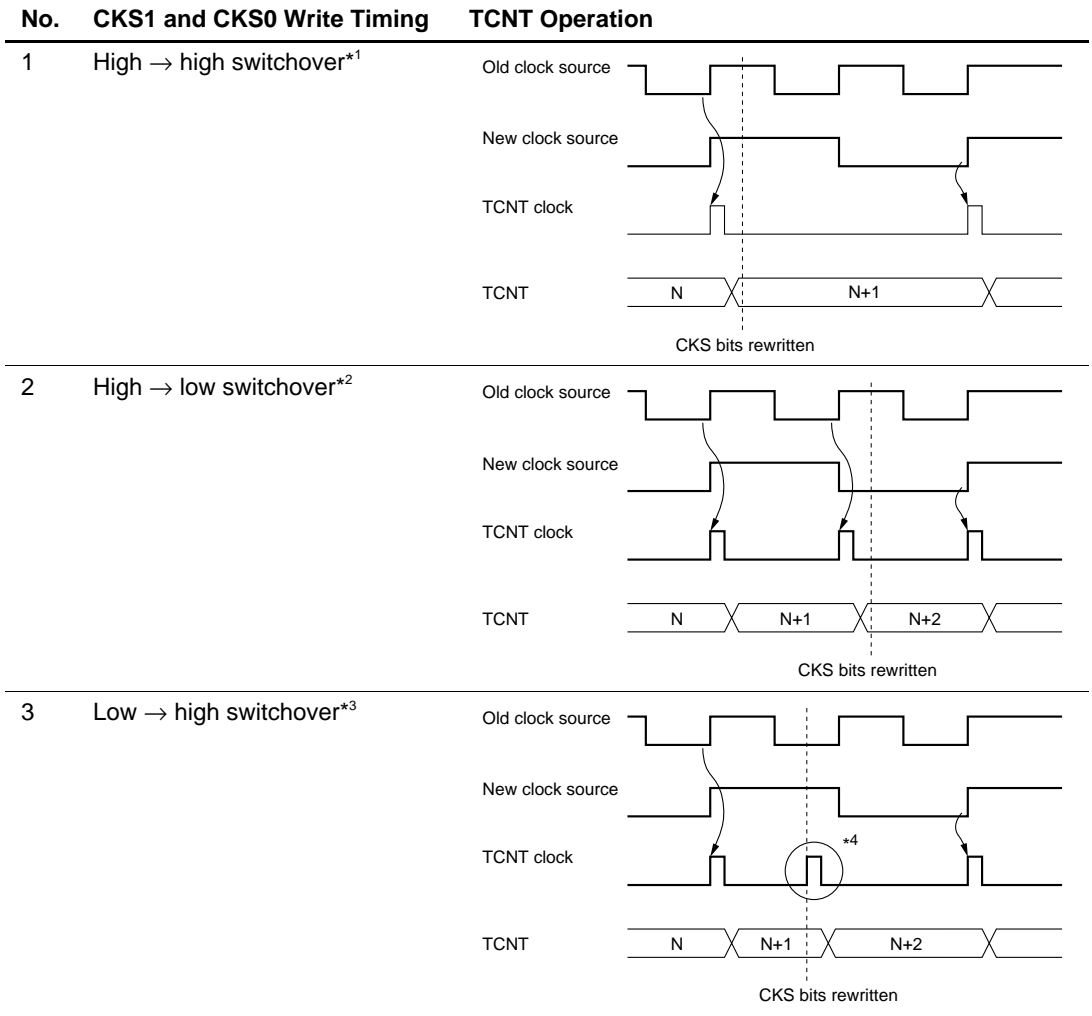 No. CKS1 and CKS0 Write Timing TCNT Operation
1 High → high switchover*1
Old clock source
New clock source
TCNT clock
TCNT N N+1
CKS bits rewritten
2 High → low switchover*2
Old clock source
New clock source
TCNT clock
TCNT N N+1 N+2
CKS bits rewritten
3 Low → high switchover*3
Old clock source
New clock source
TCNT clock *4
TCNT N N+1 N+2
CKS bits rewritten